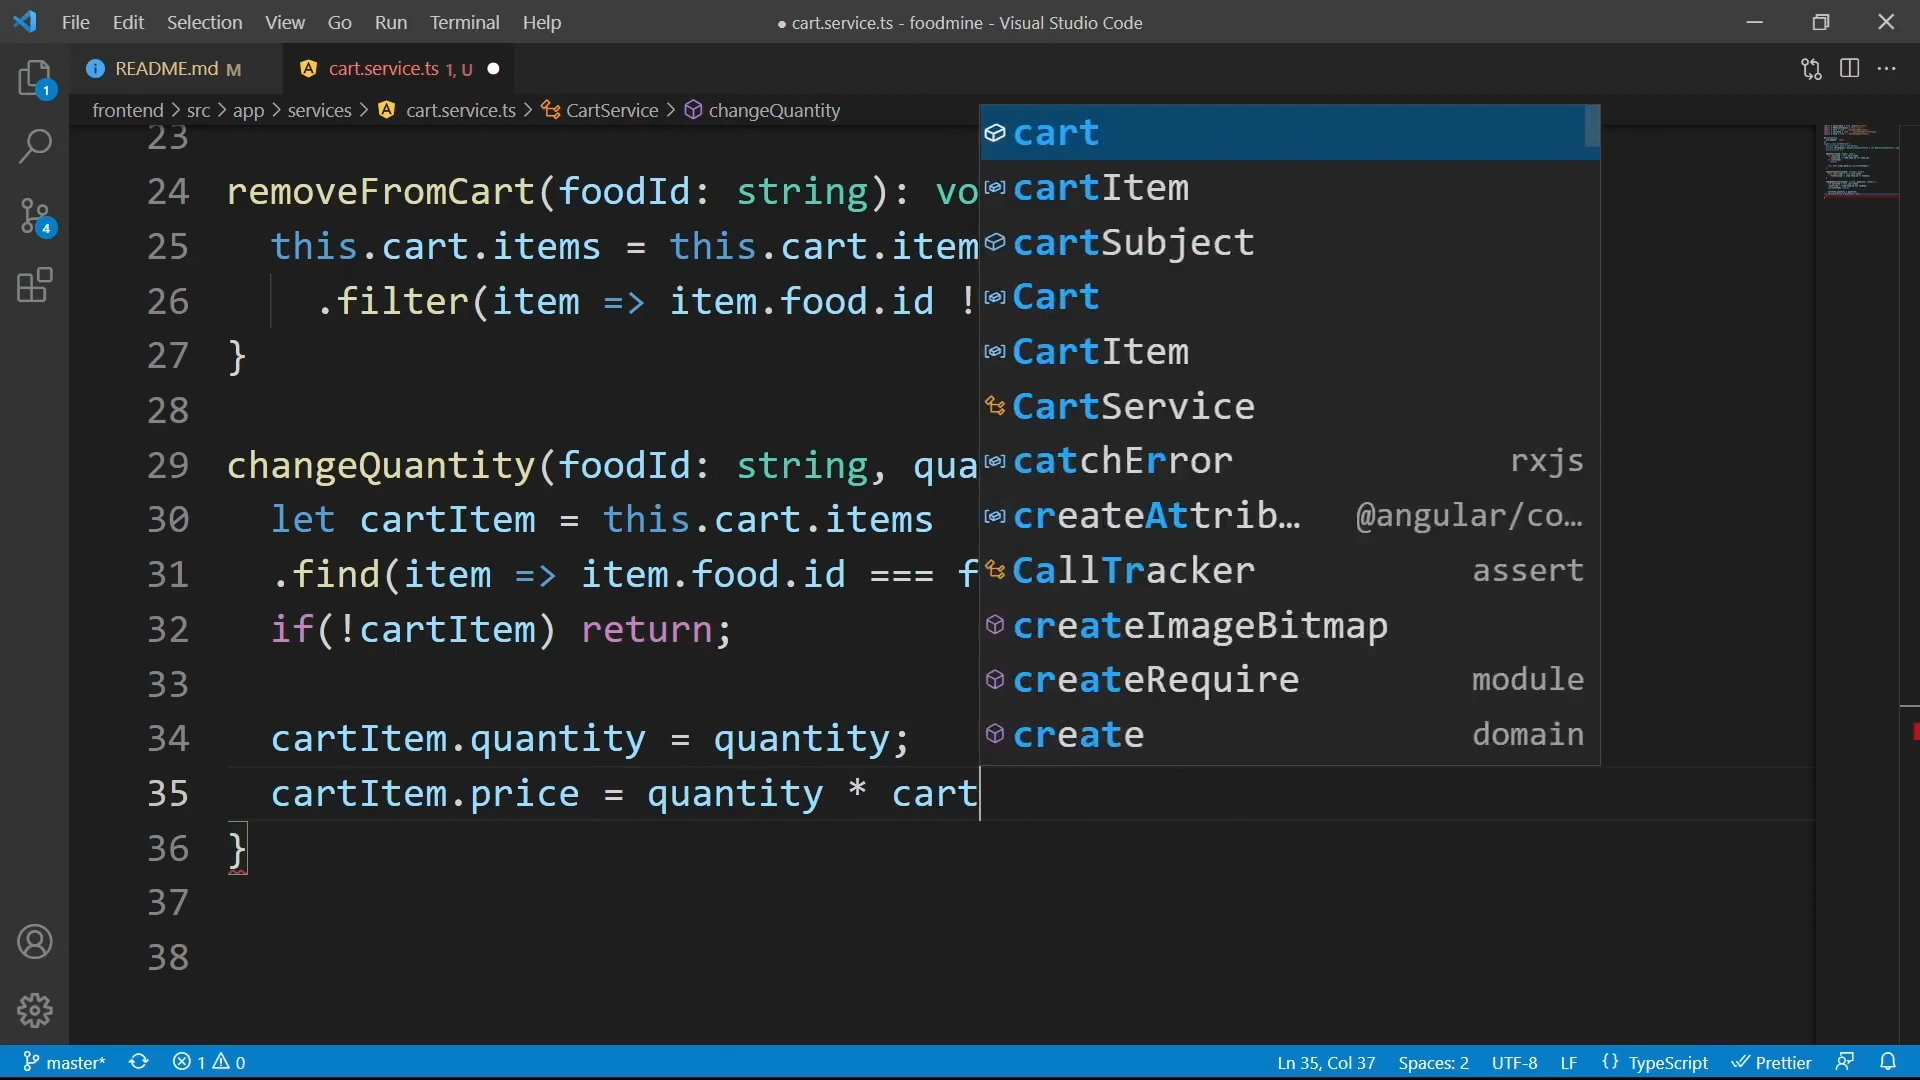 File Edit Selection View Go Run Terminal Help
● cart.service.ts - foodmine - Visual Studio Code
README.md M
cart.service.ts 1, U
frontend > src > app > services > cart.service.ts > CartService > changeQuantity
1
4
23
24 removeFromCart(foodId: string): vo
25 this.cart.items = this.cart.item
26 .filter(item => item.food.id !
27 }
28
29 changeQuantity(foodId: string, qua
30 let cartItem = this.cart.items
31 .find(item => item.food.id === f
32 if(!cartItem) return;
33
34 cartItem.quantity = quantity;
35 cartItem.price = quantity * cart
36 }
37
38
cart
cartItem
cartSubject
Cart
CartItem
CartService
catchError rxjs
createAttrib… @angular/co…
CallTracker assert
createImageBitmap
createRequire module
create domain
master* 1 0
Ln 35, Col 37 Spaces: 2 UTF-8 LF {} TypeScript Prettier